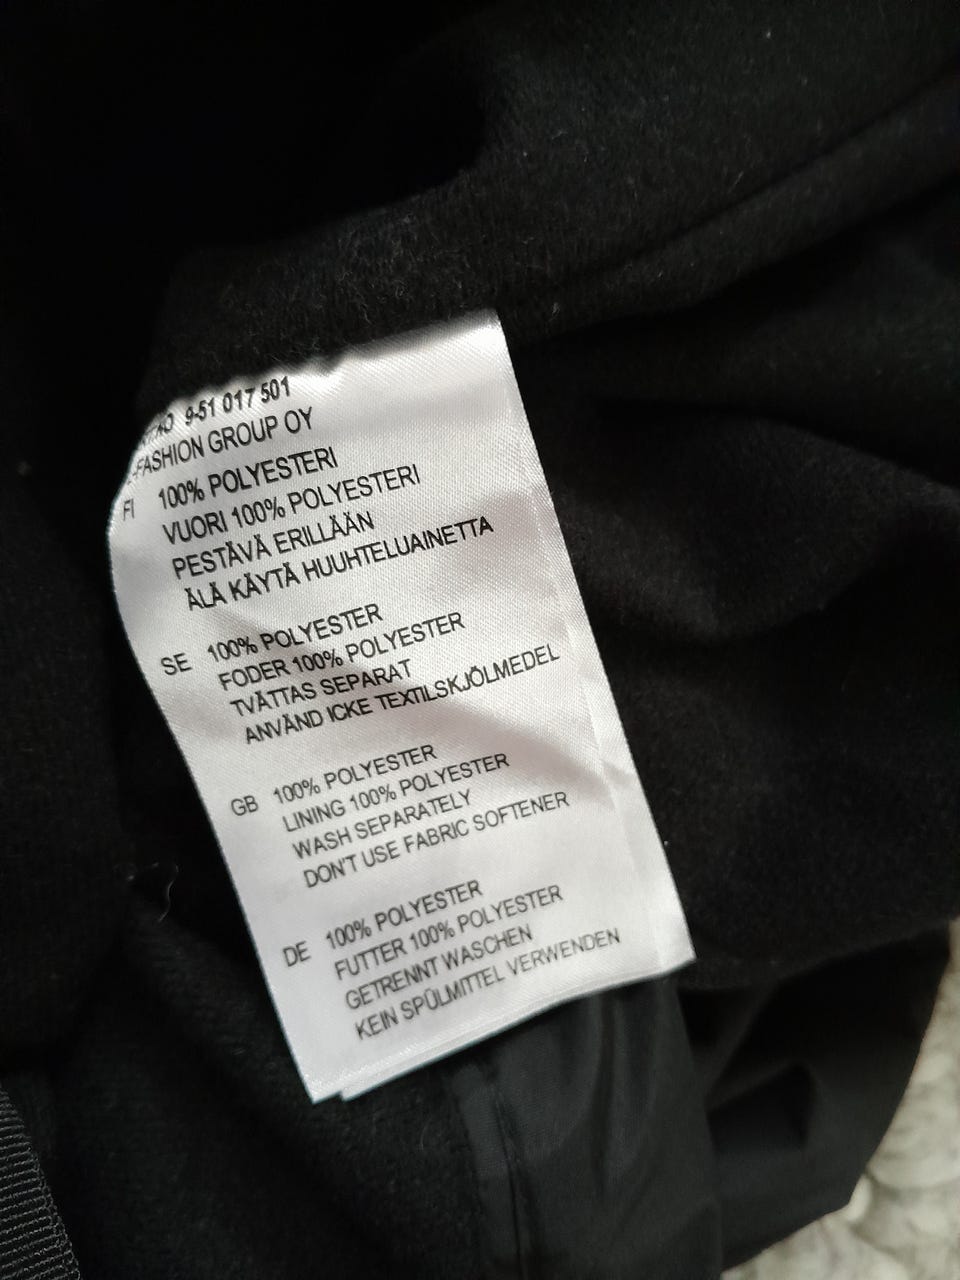 9-51 017 501
FASHION GROUP OY
FI 100% POLYESTERI
VUORI 100% POLYESTERI
PESTÄVÄ ERILLÄÄN
ÄLÄ KÄYTÄ HUUHTELUAINETTA
SE 100% POLYESTER
FODER 100% POLYESTER
TVÄTTAS SEPARAT
ANVÄND ICKE TEXTILSKJÖLMEDEL
GB 100% POLYESTER
LINING 100% POLYESTER
WASH SEPARATELY
DON'T USE FABRIC SOFTENER
DE 100% POLYESTER
FUTTER 100% POLYESTER
GETRENNT WASCHEN
KEIN SPÜLMITTEL VERWENDEN